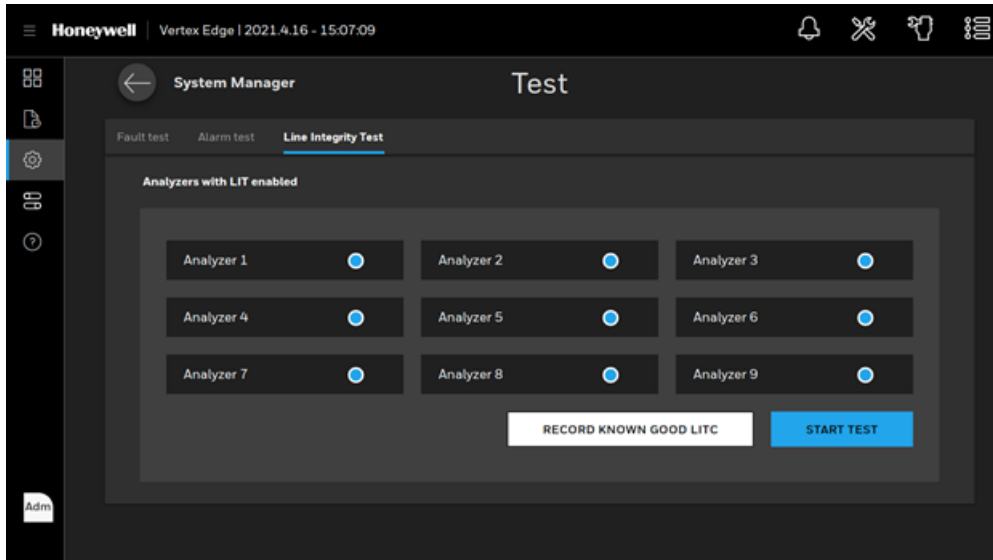 Honeywell | Vertex Edge | 2021.4.16 - 15:07:09
System Manager
Test
Fault test Alarm test Line Integrity Test
Analyzers with LIT enabled
Analyzer 1 Analyzer 2 Analyzer 3
Analyzer 4 Analyzer 5 Analyzer 6
Analyzer 7 Analyzer 8 Analyzer 9
RECORD KNOWN GOOD LITC START TEST
Adm